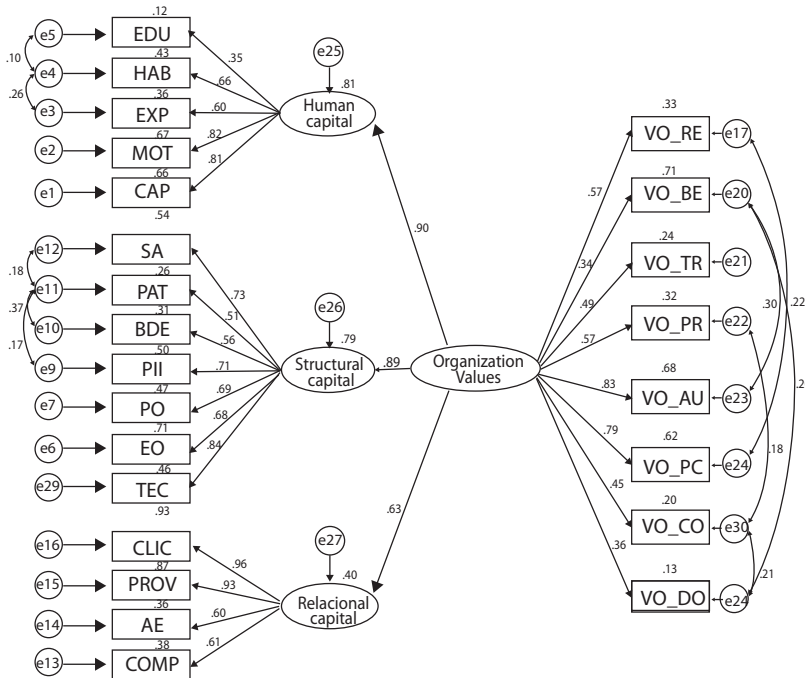 .12
e5
EDU
.35
e25
.10
.43
e4
HAB
.66
.81
.26
.36
e3
EXP
.60
Human
capital
.67
e2
MOT
.82
.66
e1
CAP
.81
.54
.90
e12
SA
.73
.18
.26
e11
PAT
.51
e26
.37
.31
e10
BDE
.56
.79
.17
.50
e9
PII
.71
Structural
capital
.89
Organization
Values
.47
e7
PO
.69
.71
e6
EO
.68
.46
e29
TEC
.84
.93
.63
e16
CLIC
.96
e27
.87
e15
PROV
.93
.40
.36
e14
AE
.60
Relacional
capital
.38
e13
COMP
.61
.33
VO_RE
e17
.57
.71
VO_BE
e20
.34
.24
VO_TR
e21
.49
.22
.32
VO_PR
e22
.30
.57
.2
.68
VO_AU
e23
.83
.62
VO_PC
e24
.79
.18
.45
.20
VO_CO
e30
.36
.21
.13
VO_DO
e24